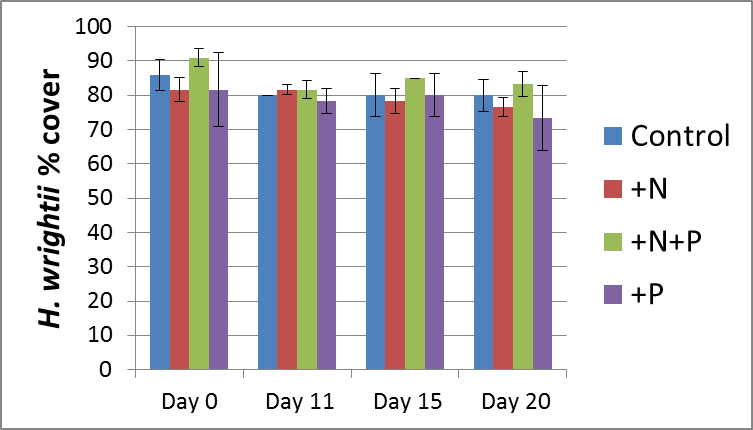 H. wrightii % cover
100
90
80
70
60
50
40
30
20
10
0
Day 0
Day 11
Day 15
Day 20
Control
+N
+N+P
+P